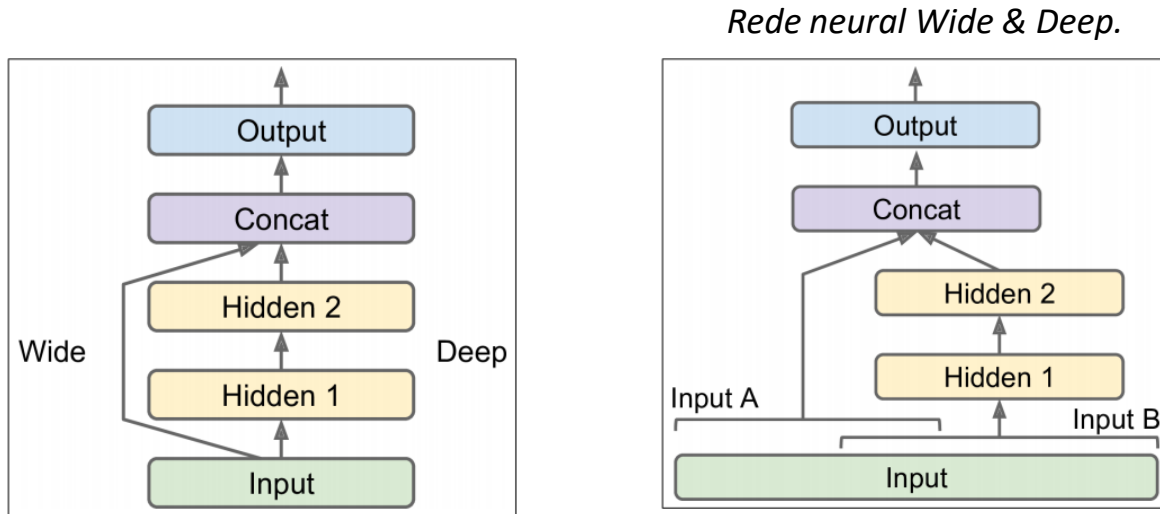 Rede neural Wide & Deep.
Output
Concat
Hidden 2
Wide
Deep
Hidden 1
Input
Output
Concat
Hidden 2
Hidden 1
Input A
Input B
Input